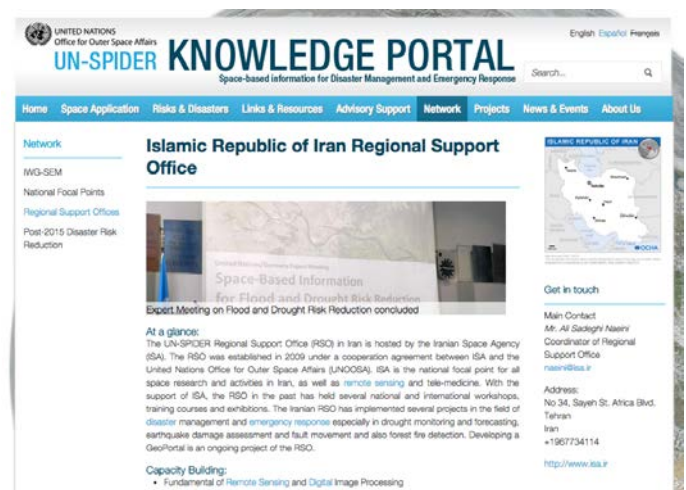 UNITED NATIONS
Office for Outer Space Affairs
UN-SPIDER KNOWLEDGE PORTAL
Space-based information for Disaster Management and Emergency Response
English Español Français
Search...
Home Space Application Risks & Disasters Links & Resources Advisory Support Network Projects News & Events About Us
Network
IWG-SEM
National Focal Points
Regional Support Offices
Post-2015 Disaster Risk
Reduction
Islamic Republic of Iran Regional Support
Office
Space-Based Information
for Flood and Drought Risk Reduction
Expert Meeting on Flood and Drought Risk Reduction concluded
At a glance:
The UN-SPIDER Regional Support Office (RSO) in Iran is hosted by the Iranian Space Agency
(ISA). The RSO was established in 2009 under a cooperation agreement between ISA and the
United Nations Office for Outer Space Affairs (UNOOSA). ISA is the national focal point for all
space research and activities in Iran, as well as remote sensing and tele-medicine. With the
support of ISA, the RSO in the past has held several national and international workshops,
training courses and exhibitions. The Iranian RSO has implemented several projects in the field of
disaster management and emergency response especially in drought monitoring and forecasting,
earthquake damage assessment and fault movement and also forest fire detection. Developing a
GeoPortal is an ongoing project of the RSO.
Capacity Building:
• Fundamental of Remote Sensing and Digital Image Processing
ISLAMIC REPUBLIC OF IRAN
OCHA
Get in touch
Main Contact
Mr. Ali Sadeghi Naeini
Coordinator of Regional
Support Office
naeini@isa.ir
Address:
No 34, Sayeh St. Africa Blvd.
Tehran
Iran
+1967734114
http://www.isa.ir